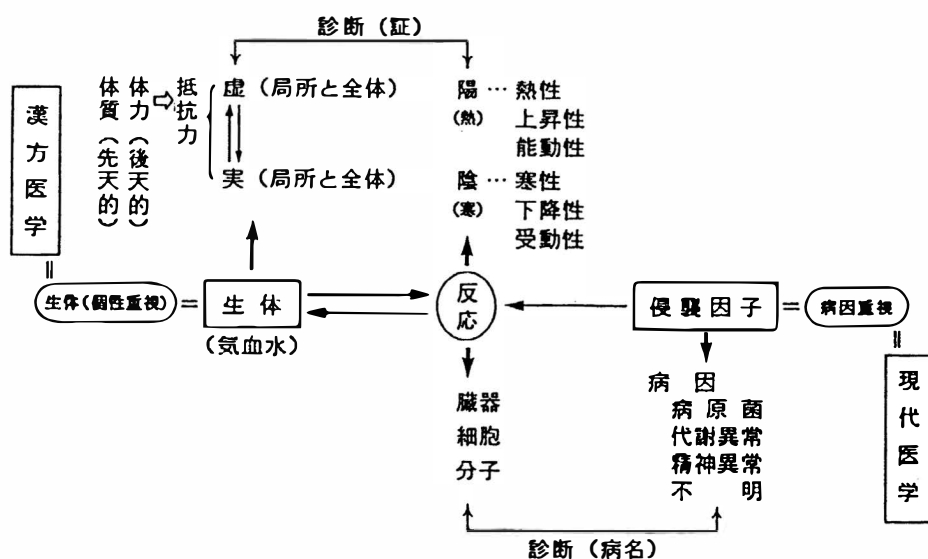 診断（証）
漢方医学
体質（先天的）
体力（後天的）
⇨
抵抗力
虚（局所と全体）
実（局所と全体）
陽…熱性
（熱） 上昇性
能動性
陰…寒性
（寒） 下降性
受動性
生体（個性重視）＝生体
（気血水）
反応
侵襲因子＝病因重視
現代医学
臓器
細胞
分子
病因
病原菌
代謝異常
精神異常
不明
診断（病名）